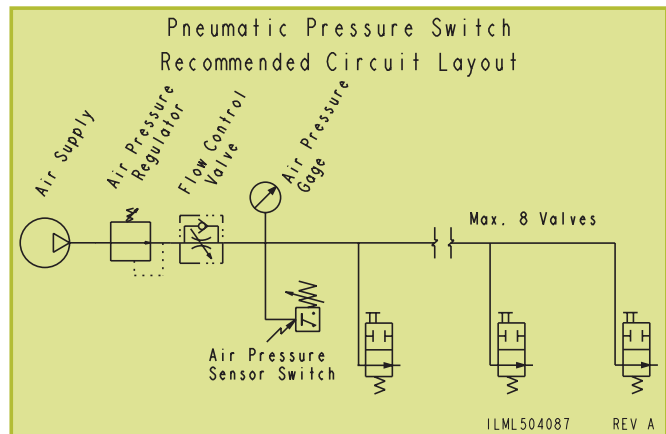 Pneumatic Pressure Switch
Recommended Circuit Layout
Air Supply
Air Pressure
Regulator
Flow Control
Valve
Air Pressure
Gage
Max. 8 Valves
Air Pressure
Sensor Switch
ILML504087 REV A